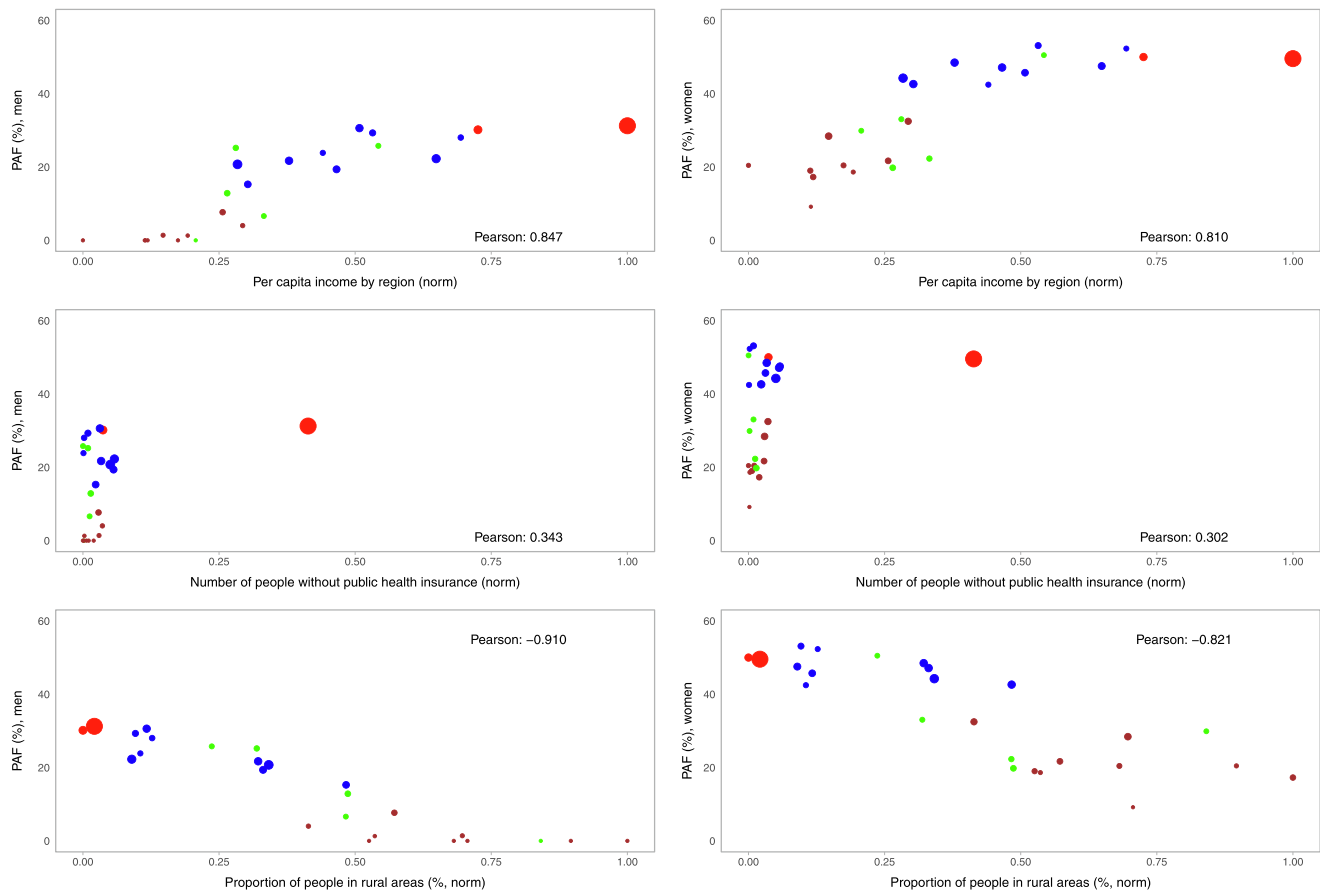 PAF (%), men
60
40
20
0
Pearson: 0.847
0.00 0.25 0.50 0.75 1.00
Per capita income by region (norm)
PAF (%), women
60
40
20
0
Pearson: 0.810
0.00 0.25 0.50 0.75 1.00
Per capita income by region (norm)
PAF (%), men
60
40
20
0
Pearson: 0.343
0.00 0.25 0.50 0.75 1.00
Number of people without public health insurance (norm)
PAF (%), women
60
40
20
0
Pearson: 0.302
0.00 0.25 0.50 0.75 1.00
Number of people without public health insurance (norm)
PAF (%), men
60
40
20
0
Pearson: −0.910
0.00 0.25 0.50 0.75 1.00
Proportion of people in rural areas (%, norm)
PAF (%), women
60
40
20
0
Pearson: −0.821
0.00 0.25 0.50 0.75 1.00
Proportion of people in rural areas (%, norm)